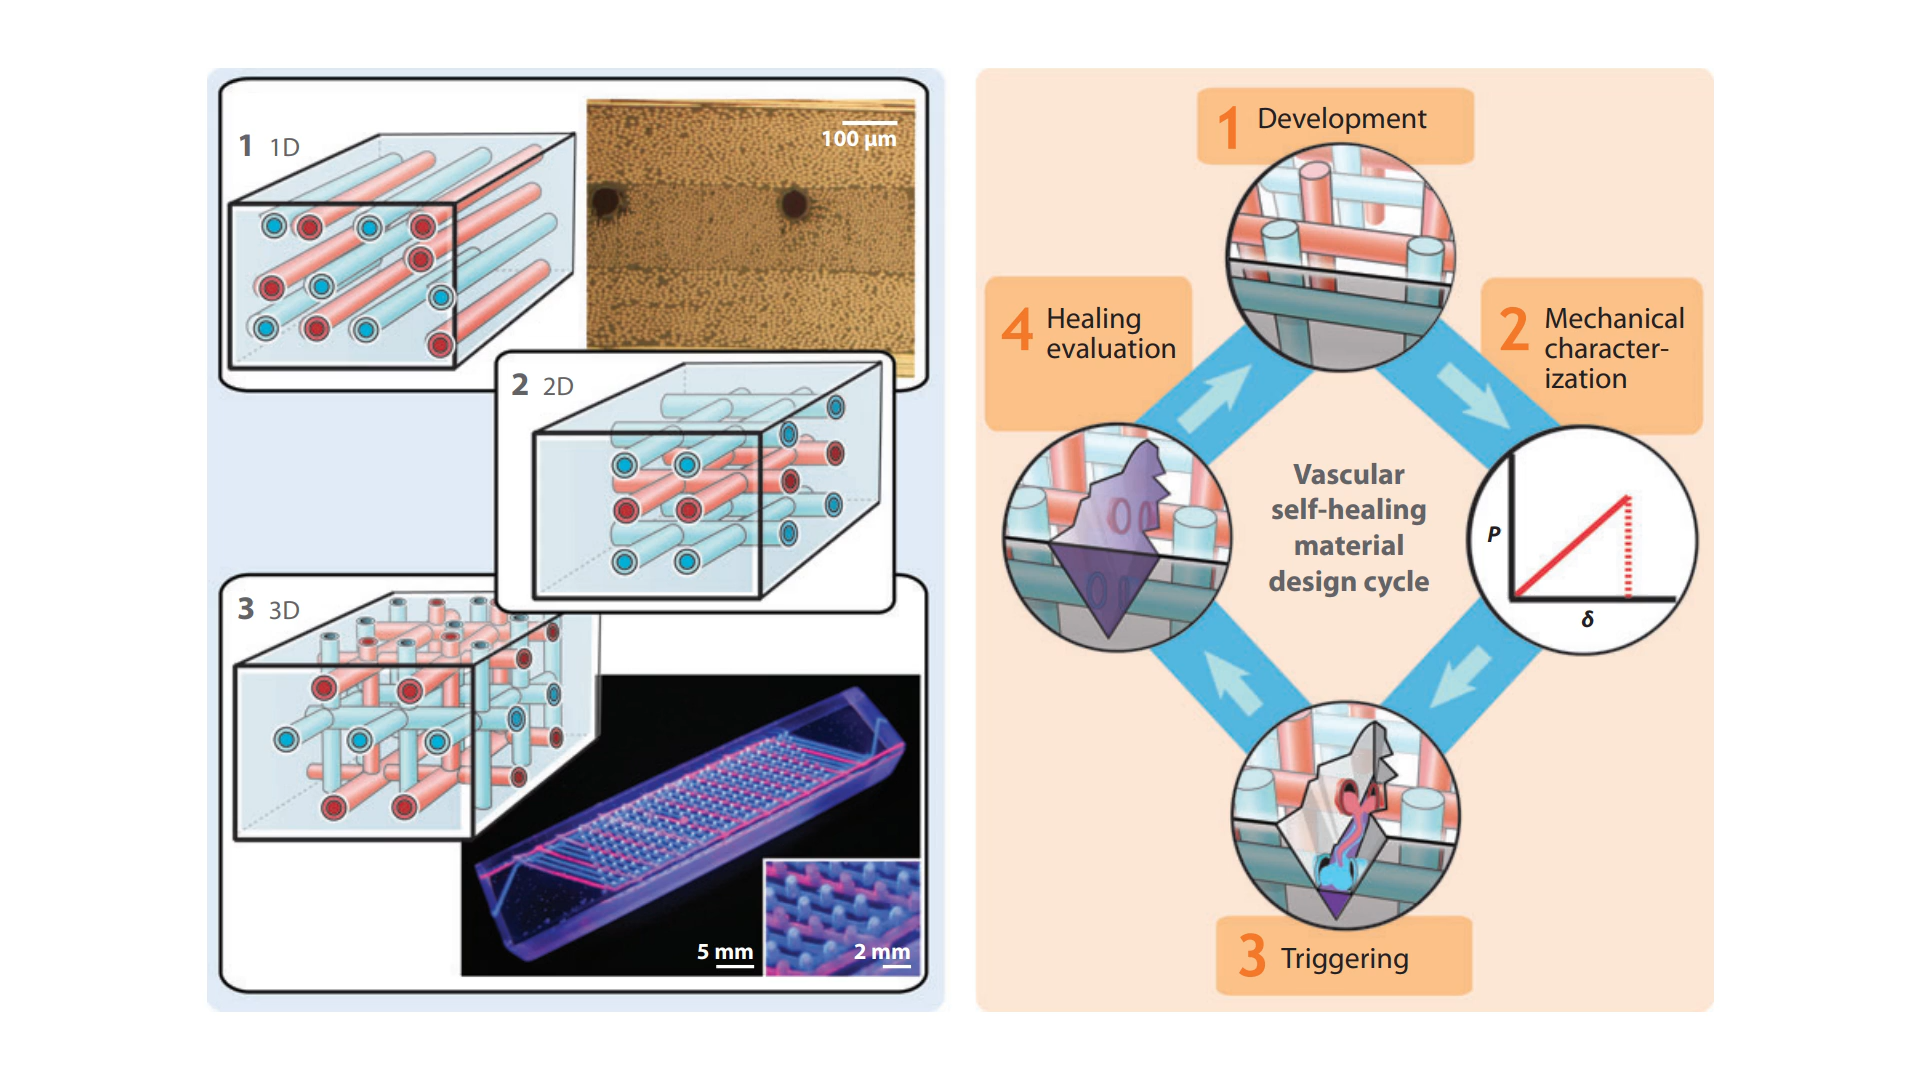 1 1D
100 µm
2 2D
3 3D
5 mm
2 mm
1 Development
2 Mechanical
character-
ization
P
δ
3 Triggering
4 Healing
evaluation
Vascular
self-healing
material
design cycle